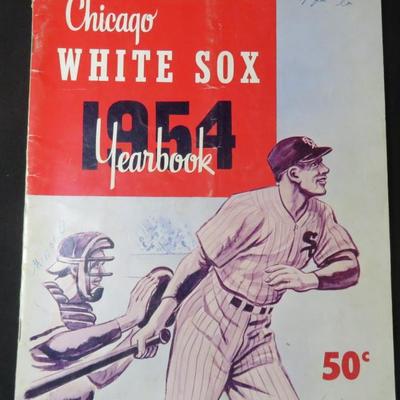 Chicago
WHITE SOX
1954
Yearbook
50¢